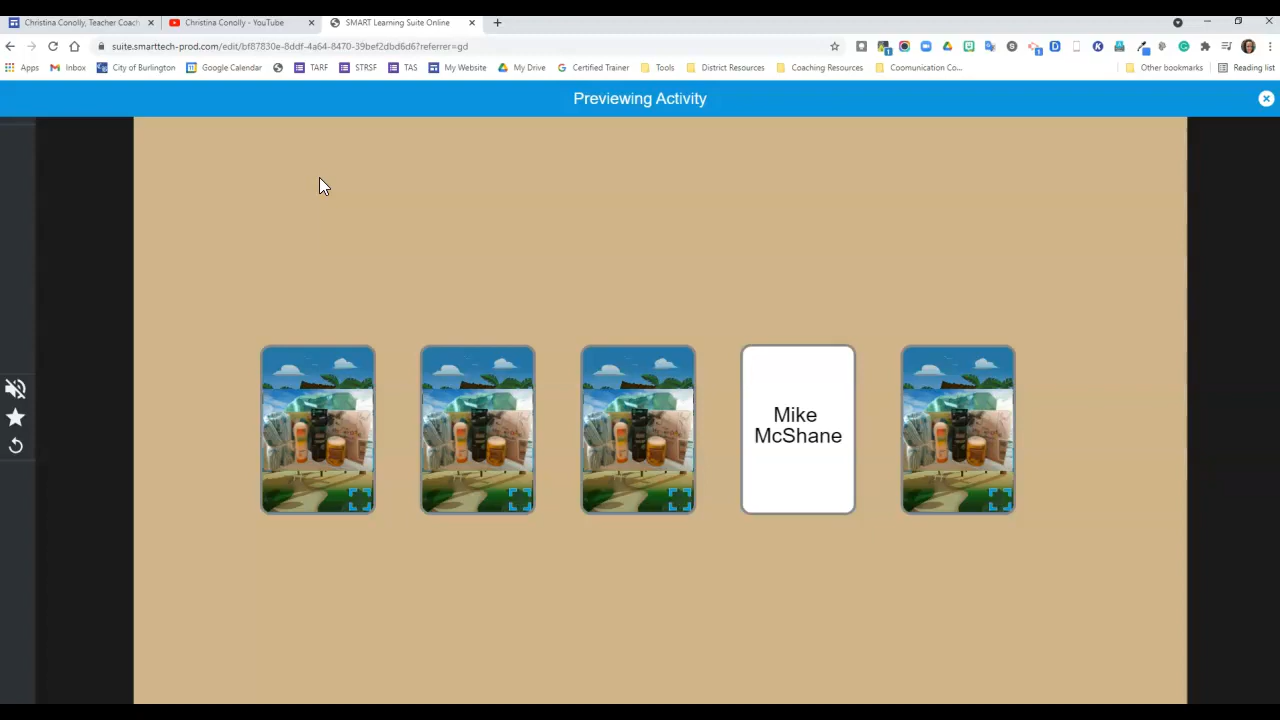 Christina Conolly, Teacher Coach
Christina Conolly - YouTube
SMART Learning Suite Online
suite.smarttech-prod.com/edit/bf87830e-8ddf-4a64-8470-39bef2dbd6d6?referrer=gd
Apps
Inbox
City of Burlington
Google Calendar
TARF
STRSF
TAS
My Website
My Drive
Certified Trainer
Tools
District Resources
Coaching Resources
Coomunication Co...
Other bookmarks
Reading list
Previewing Activity
Mike
McShane